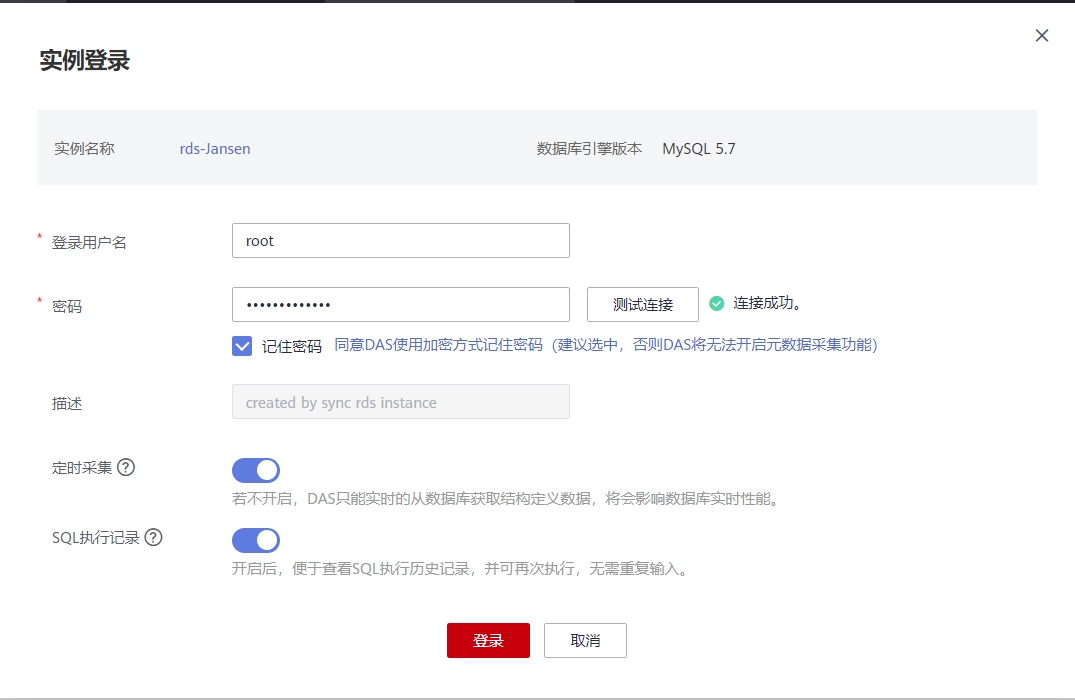 实例登录
实例名称 rds-Jansen 数据库引擎版本 MySQL 5.7
* 登录用户名 root
* 密码 ••••••••••••• 测试连接 连接成功。
记住密码 同意DAS使用加密方式记住密码（建议选中，否则DAS将无法开启元数据采集功能）
描述 created by sync rds instance
定时采集 ?
若不开启，DAS只能实时的从数据库获取结构定义数据，将会影响数据库实时性能。
SQL执行记录 ?
开启后，便于查看SQL执行历史记录，并可再次执行，无需重复输入。
登录 取消